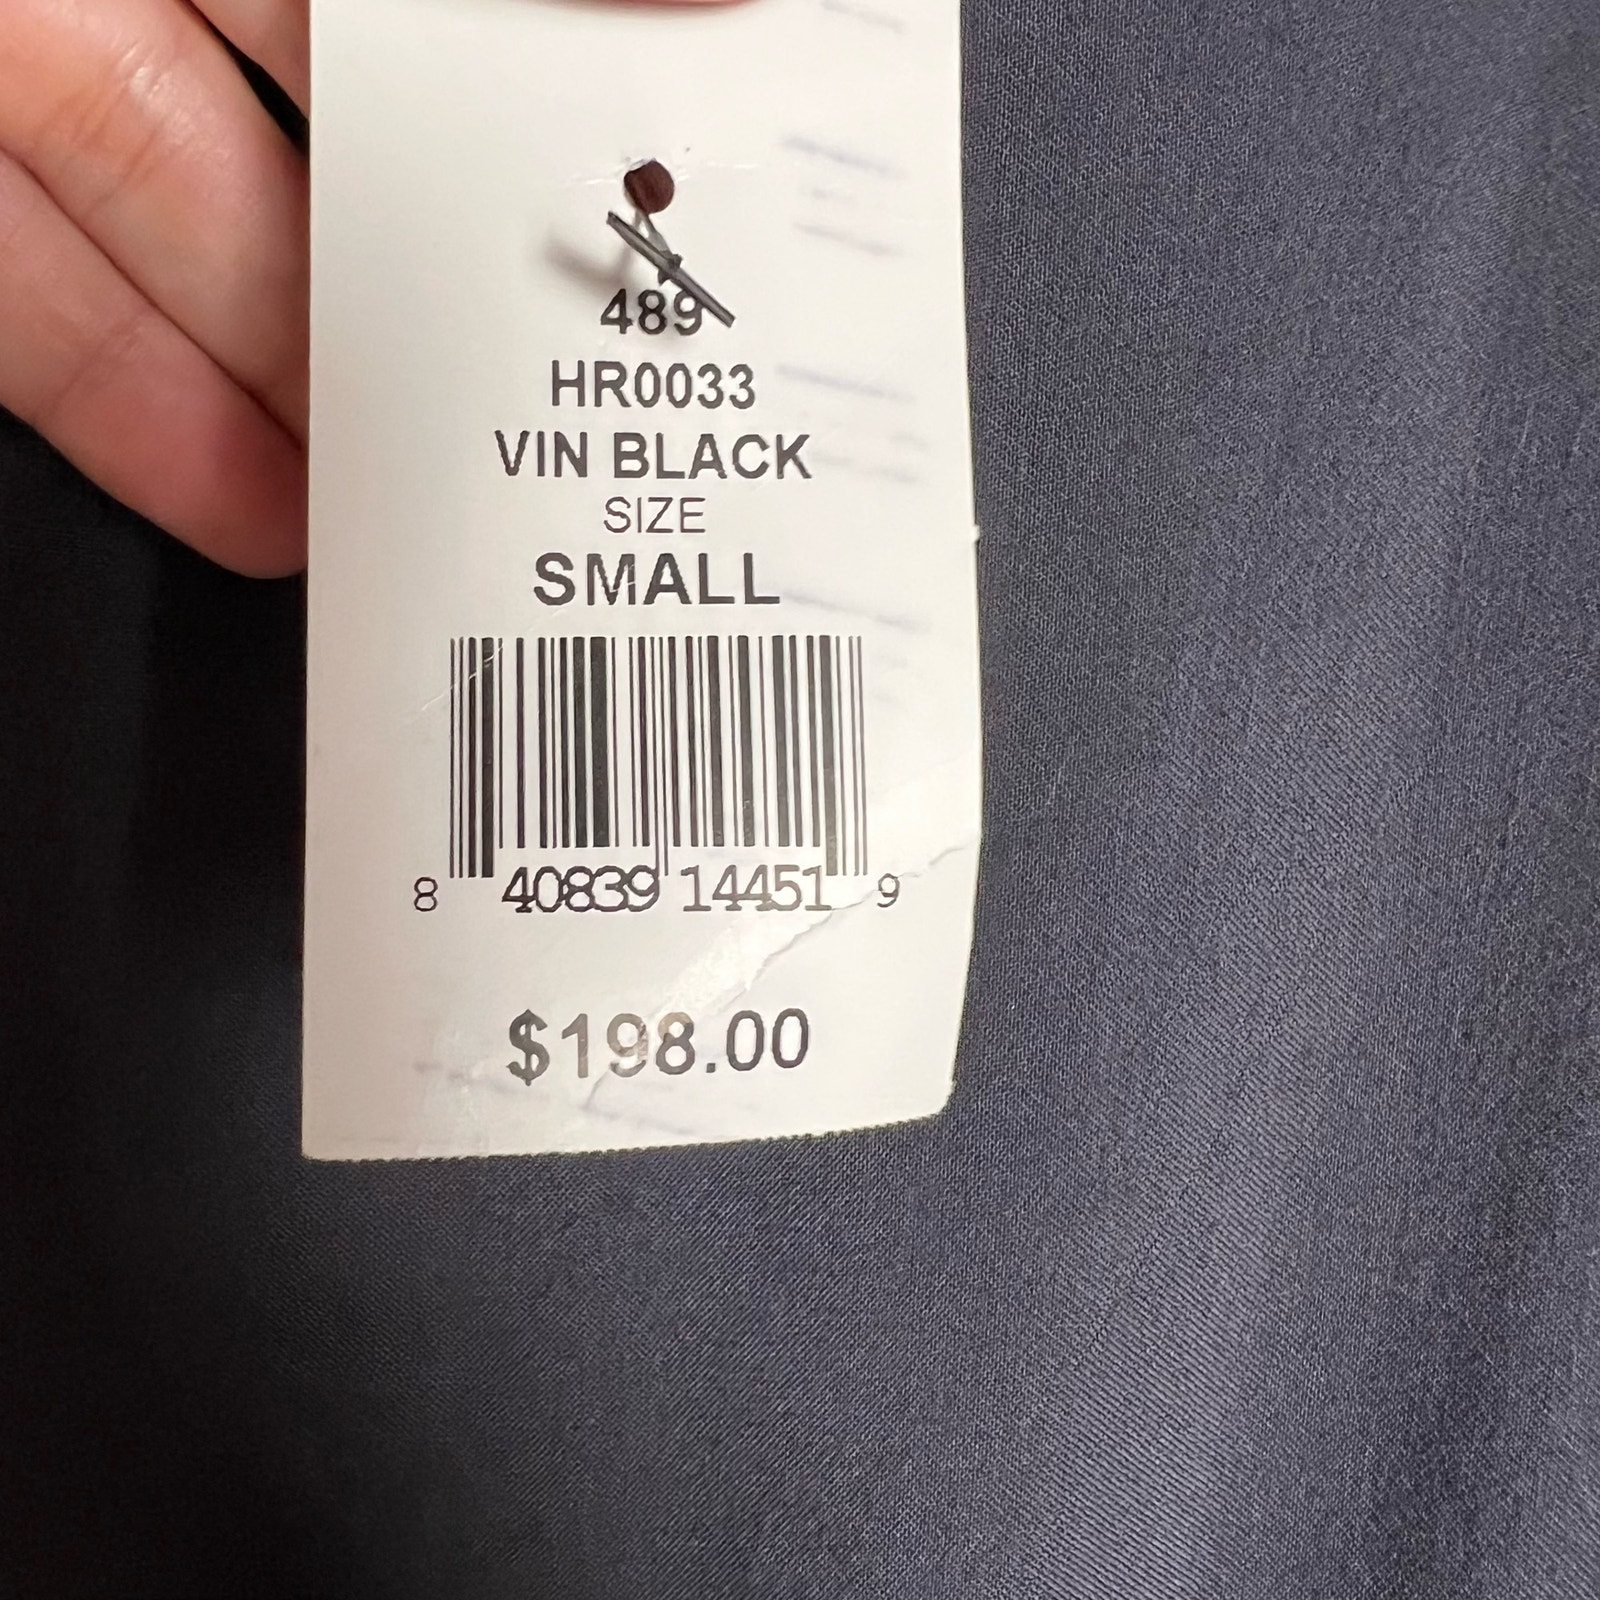 489
HR0033
VIN BLACK
SIZE
SMALL
8 40839 14451 9
$198.00